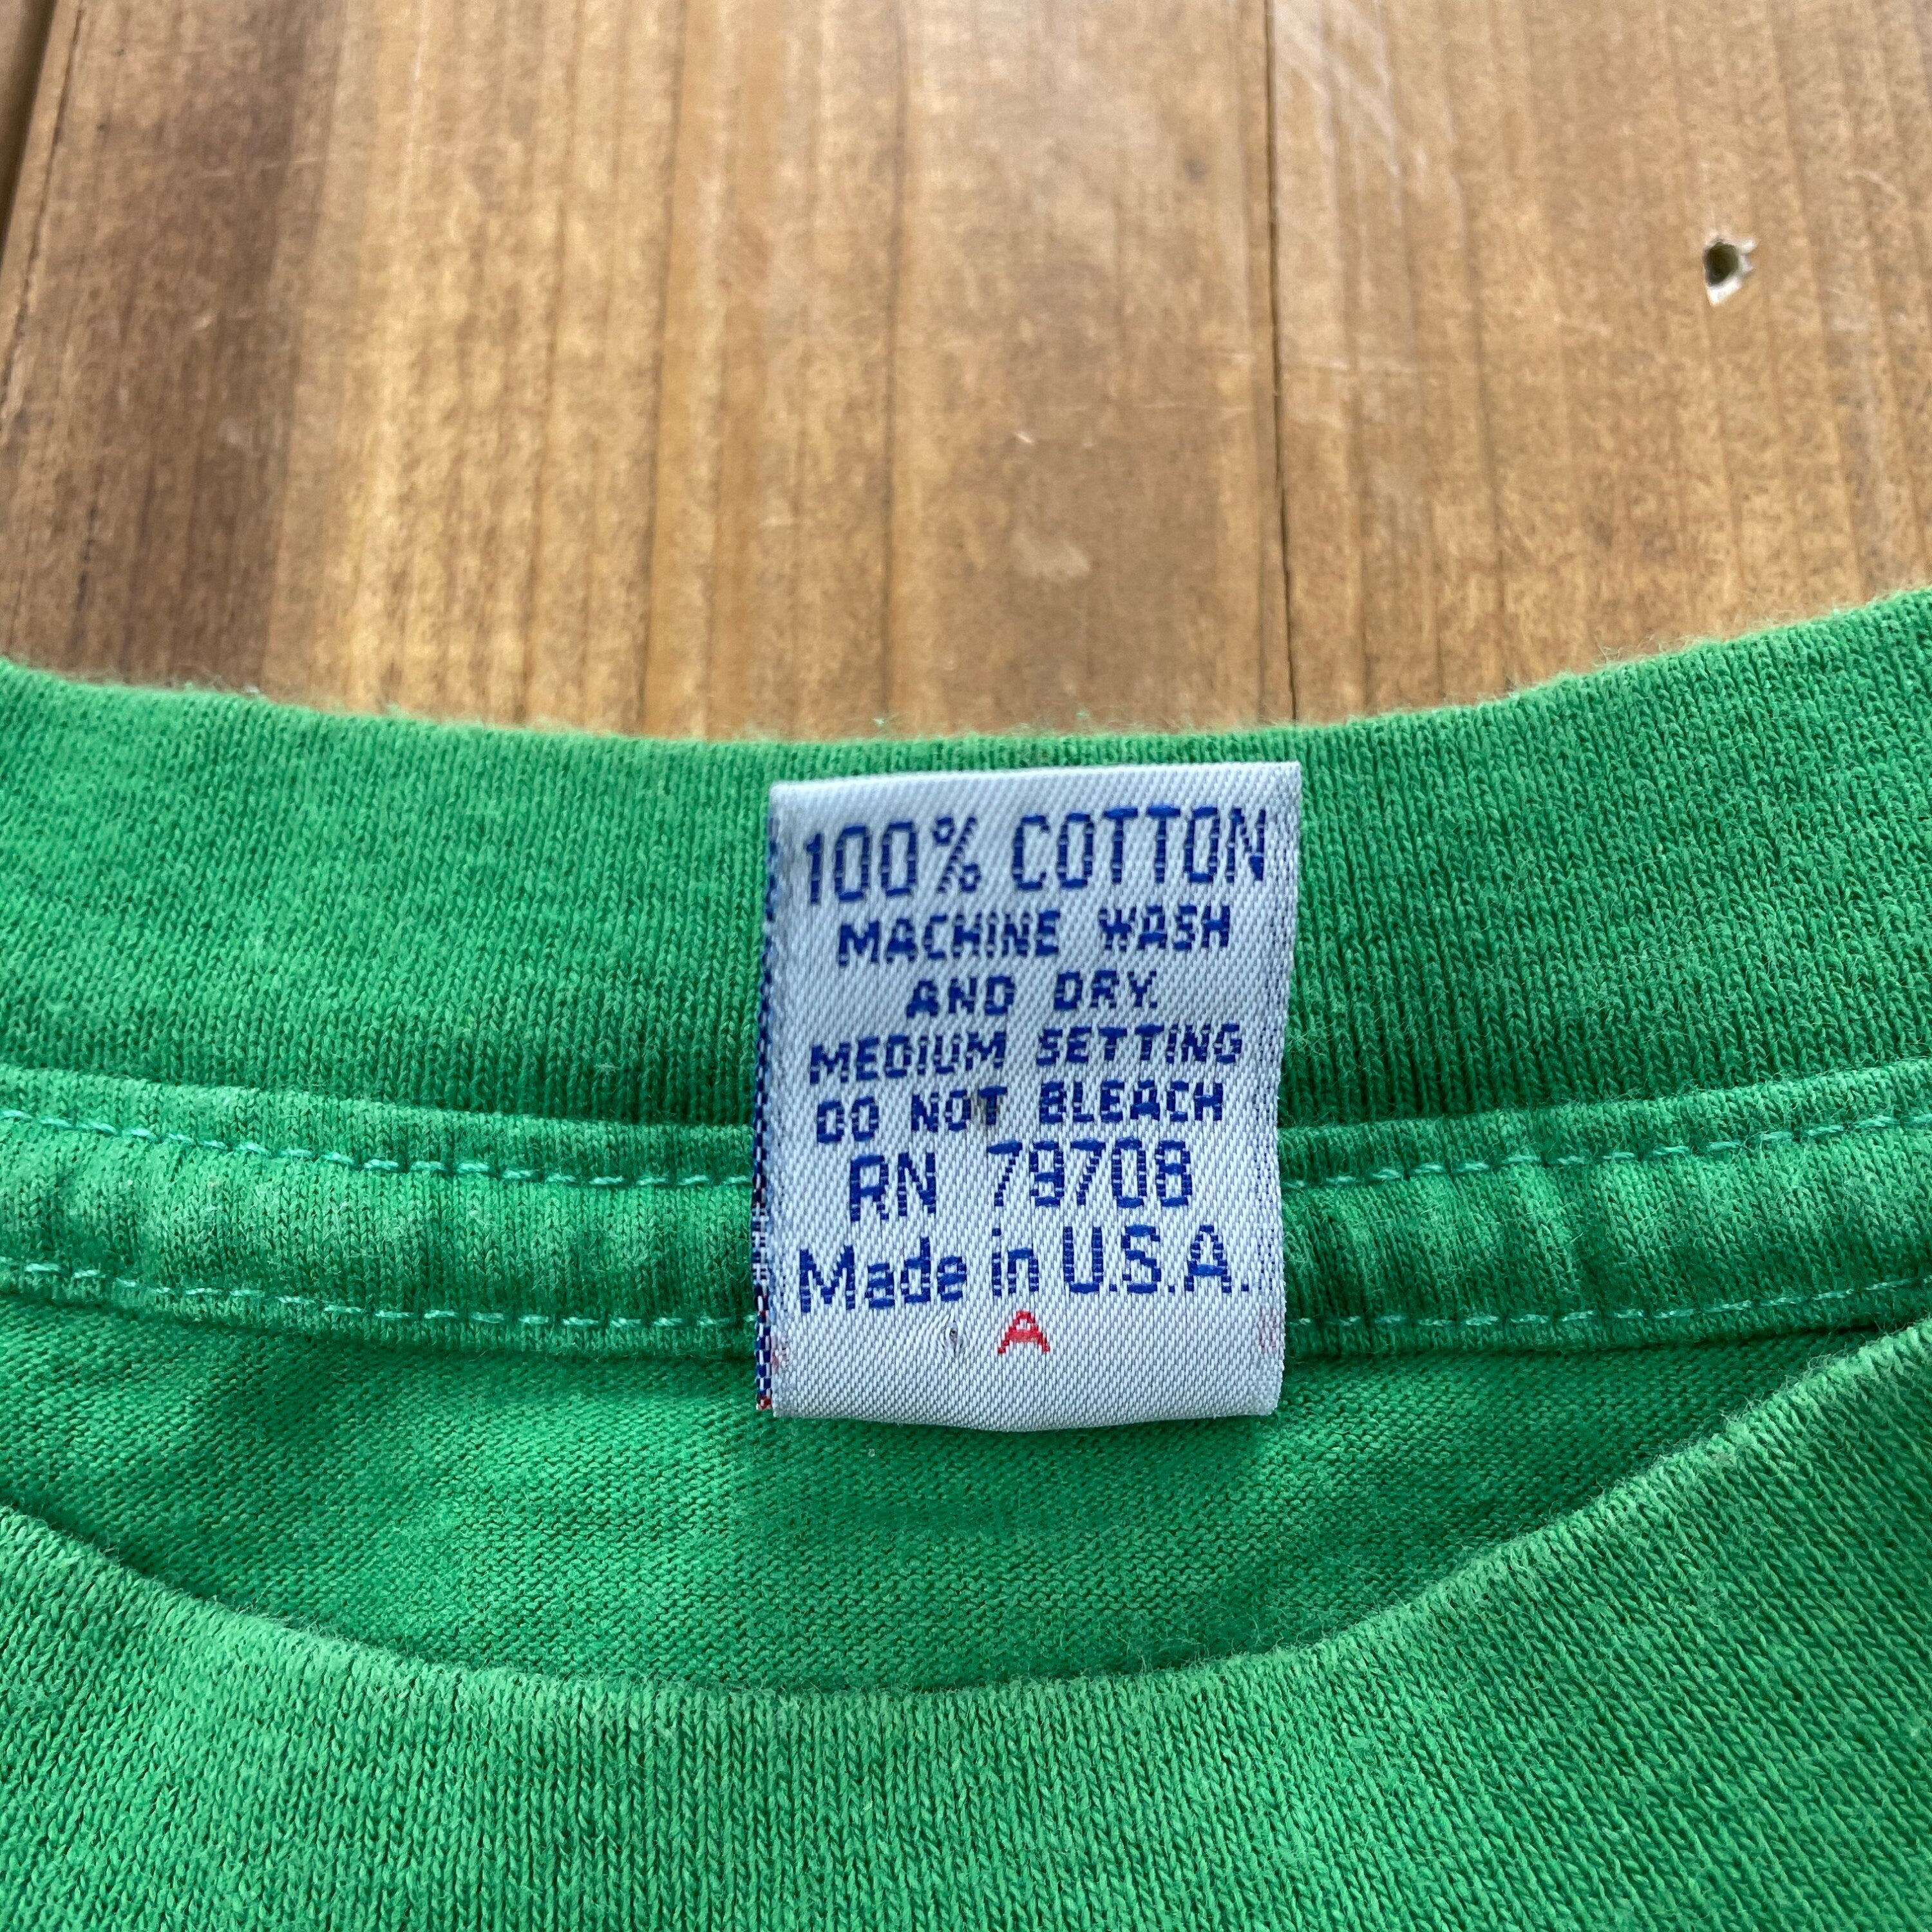 100% COTTON
MACHINE WASH
AND DRY.
MEDIUM SETTING
DO NOT BLEACH
RN 79708
Made in U.S.A.
A